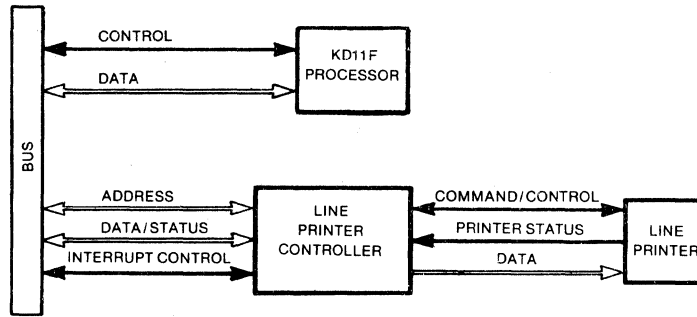 BUS
CONTROL
DATA
KD11F
PROCESSOR
ADDRESS
DATA/STATUS
INTERRUPT CONTROL
LINE
PRINTER
CONTROLLER
COMMAND/CONTROL
PRINTER STATUS
DATA
LINE
PRINTER